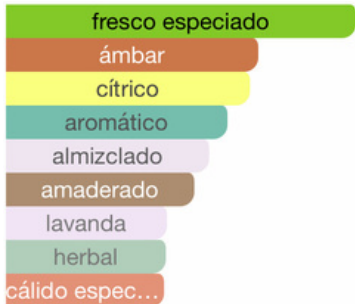 fresco especiado
ámbar
cítrico
aromático
almizclado
amaderado
lavanda
herbal
cálido espec...